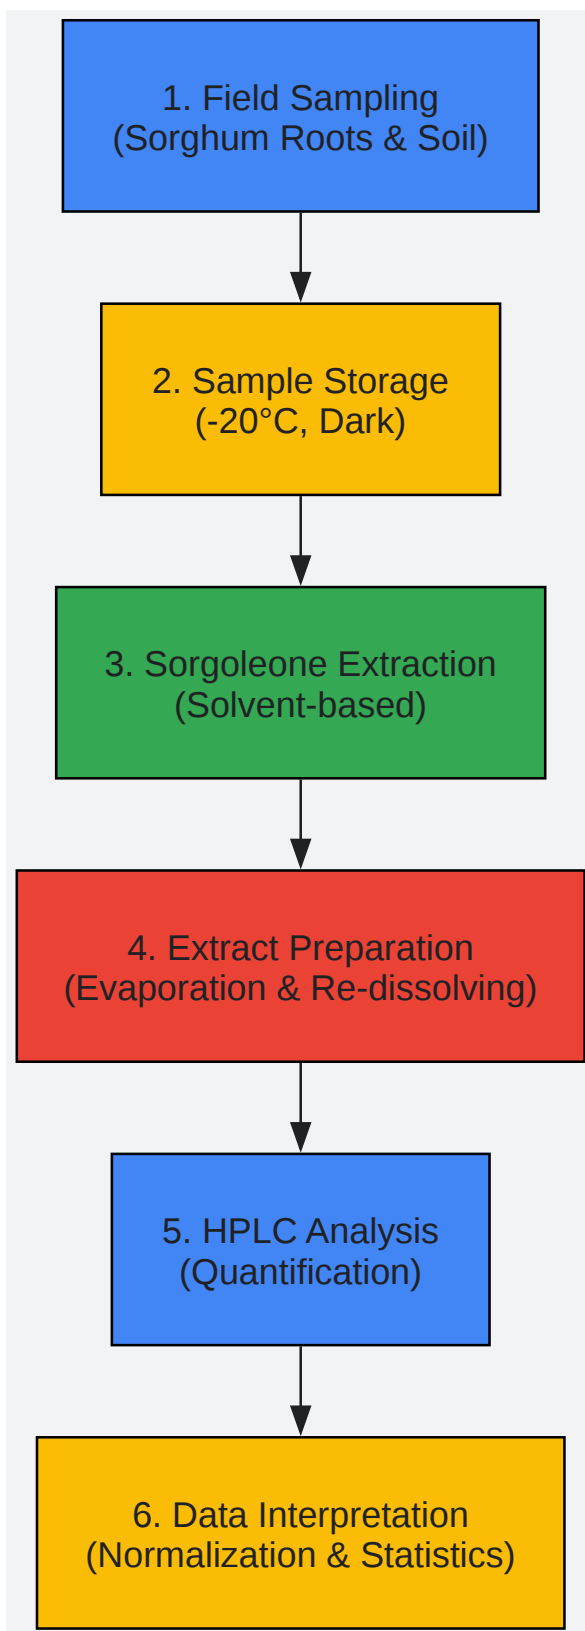 1. Field Sampling
(Sorghum Roots & Soil)
2. Sample Storage
(-20°C, Dark)
3. Sorgoleone Extraction
(Solvent-based)
4. Extract Preparation
(Evaporation & Re-dissolving)
5. HPLC Analysis
(Quantification)
6. Data Interpretation
(Normalization & Statistics)